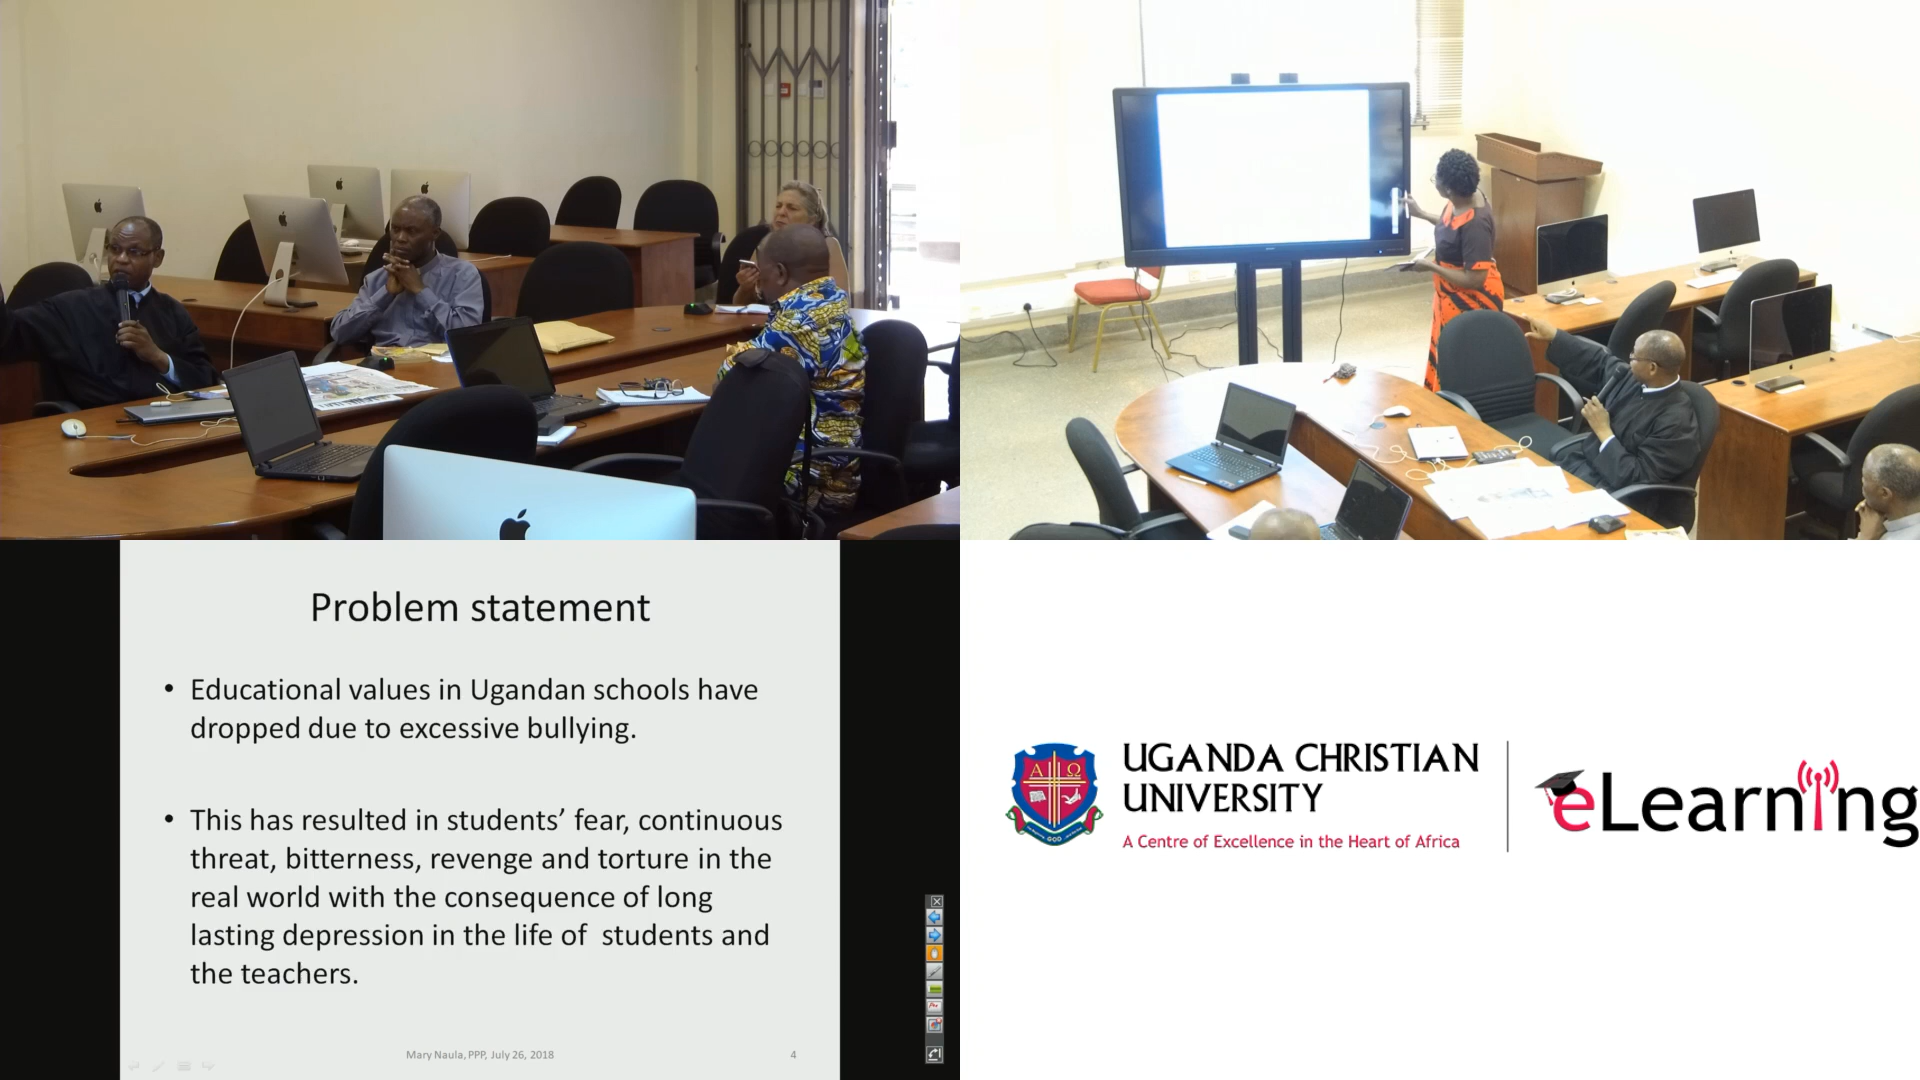 Problem statement
• Educational values in Ugandan schools have
dropped due to excessive bullying.
• This has resulted in students’ fear, continuous
threat, bitterness, revenge and torture in the
real world with the consequence of long
lasting depression in the life of  students and
the teachers.
Mary Naula, PPP, July 26, 2018
4
A Ω
GOD
UGANDA CHRISTIAN
UNIVERSITY
A Centre of Excellence in the Heart of Africa
eLearning